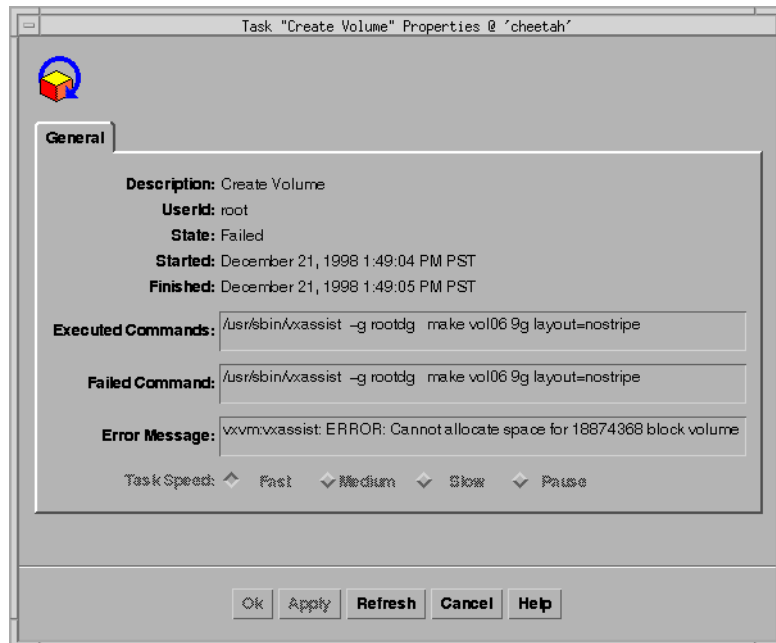 Task "Create Volume" Properties @ 'cheetah'
General
Description: Create Volume
UserId: root
State: Failed
Started: December 21, 1998 1:49:04 PM PST
Finished: December 21, 1998 1:49:05 PM PST
Executed Commands: /usr/sbin/vxassist -g rootdg make vol06 9g layout=nostripe
Failed Command: /usr/sbin/vxassist -g rootdg make vol06 9g layout=nostripe
Error Message: vxvm:vxassist: ERROR: Cannot allocate space for 18874368 block volume
Task Speed: Fast Medium Slow Pause
Ok Apply Refresh Cancel Help